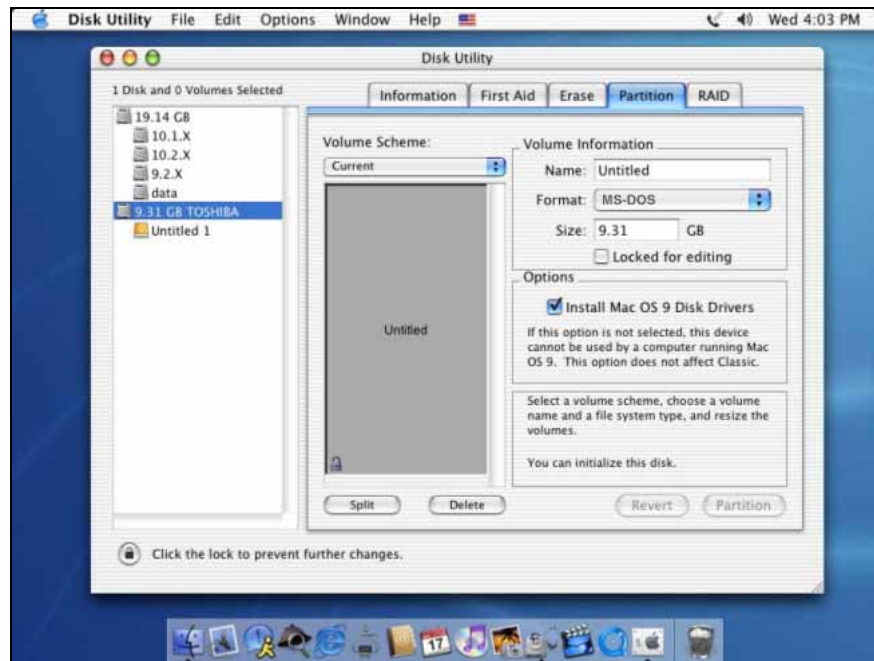 Disk Utility File Edit Options Window Help
Wed 4:03 PM
Disk Utility
1 Disk and 0 Volumes Selected
Information First Aid Erase Partition RAID
19.14 GB
10.1.X
10.2.X
9.2.X
data
9.31 GB TOSHIBA
Untitled 1
Volume Scheme:
Current
Untitled
Split Delete
Volume Information
Name: Untitled
Format: MS-DOS
Size: 9.31 GB
Locked for editing
Options
Install Mac OS 9 Disk Drivers
If this option is not selected, this device
cannot be used by a computer running Mac
OS 9. This option does not affect Classic.
Select a volume scheme, choose a volume
name and a file system type, and resize the
volumes.
You can initialize this disk.
Revert Partition
Click the lock to prevent further changes.
17